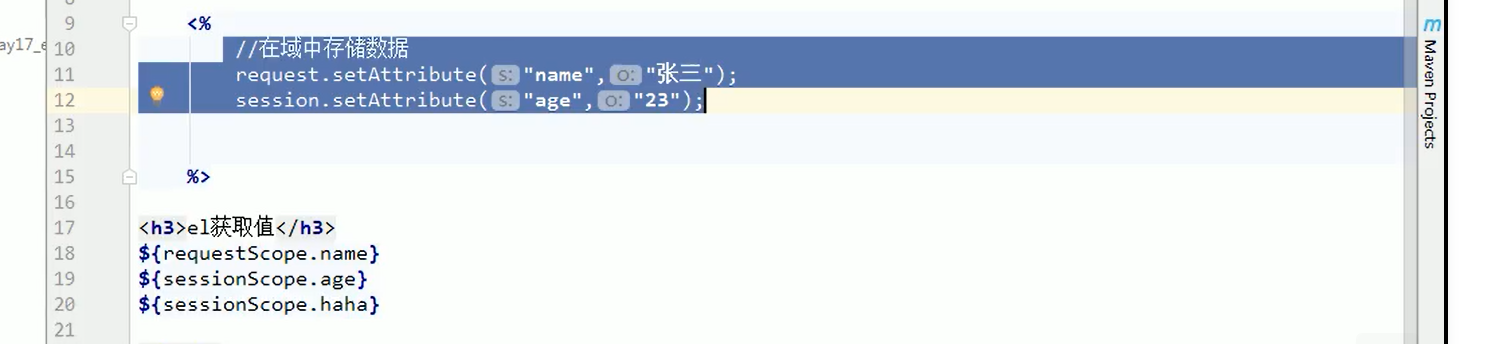 9 <%
ay17_e 10 //在域中存储数据
11 request.setAttribute( s: "name", o: "张三");
12 session.setAttribute( s: "age", o: "23");
13
14
15 %>
16
17 <h3>el获取值</h3>
18 ${requestScope.name}
19 ${sessionScope.age}
20 ${sessionScope.haha}
21
m Maven Projects